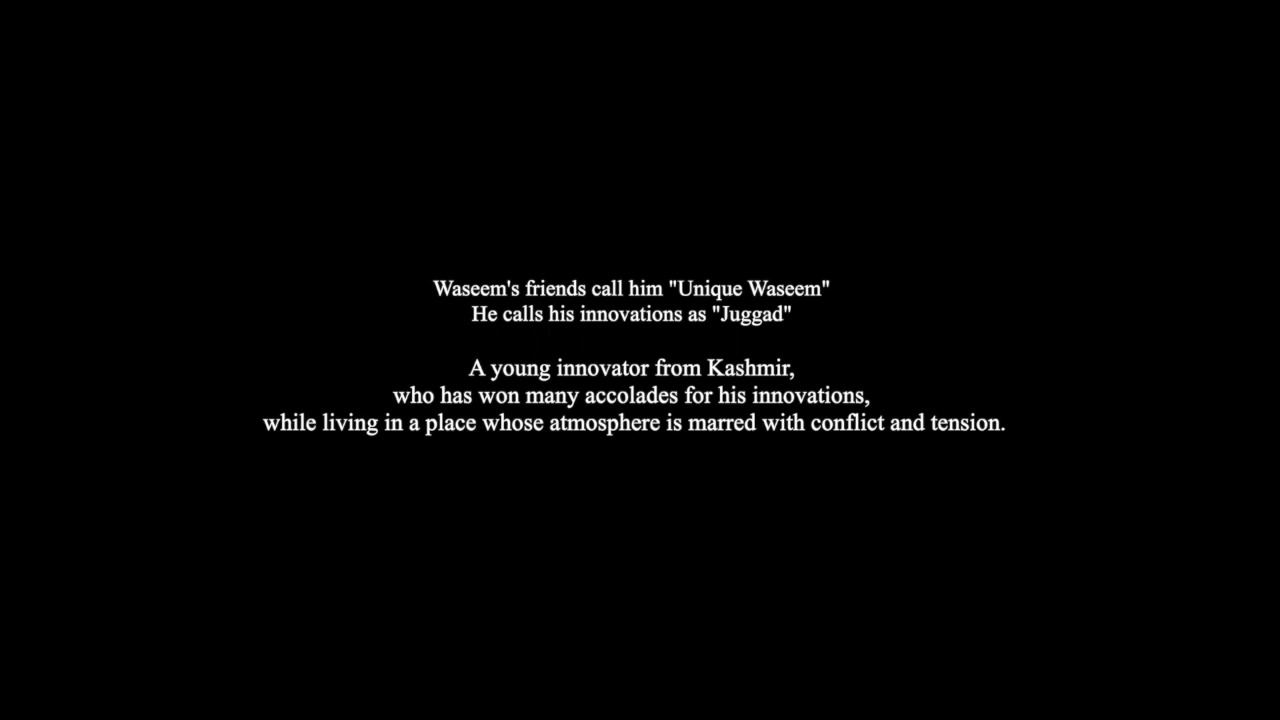 Waseem's friends call him "Unique Waseem"
He calls his innovations as "Juggad"
A young innovator from Kashmir,
who has won many accolades for his innovations,
while living in a place whose atmosphere is marred with conflict and tension.